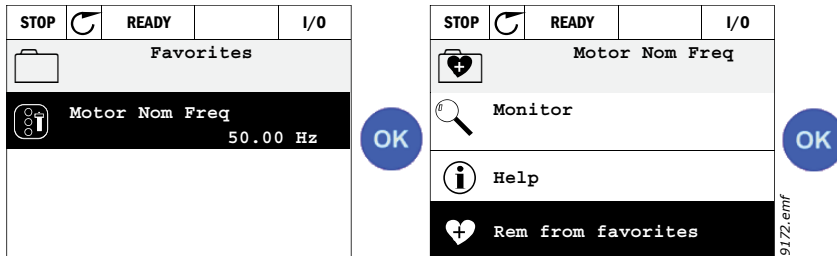 STOP READY I/O
Favorites
Motor Nom Freq
50.00 Hz
OK
STOP READY I/O
Motor Nom Freq
Monitor
Help
Rem from favorites
OK
9172.emf